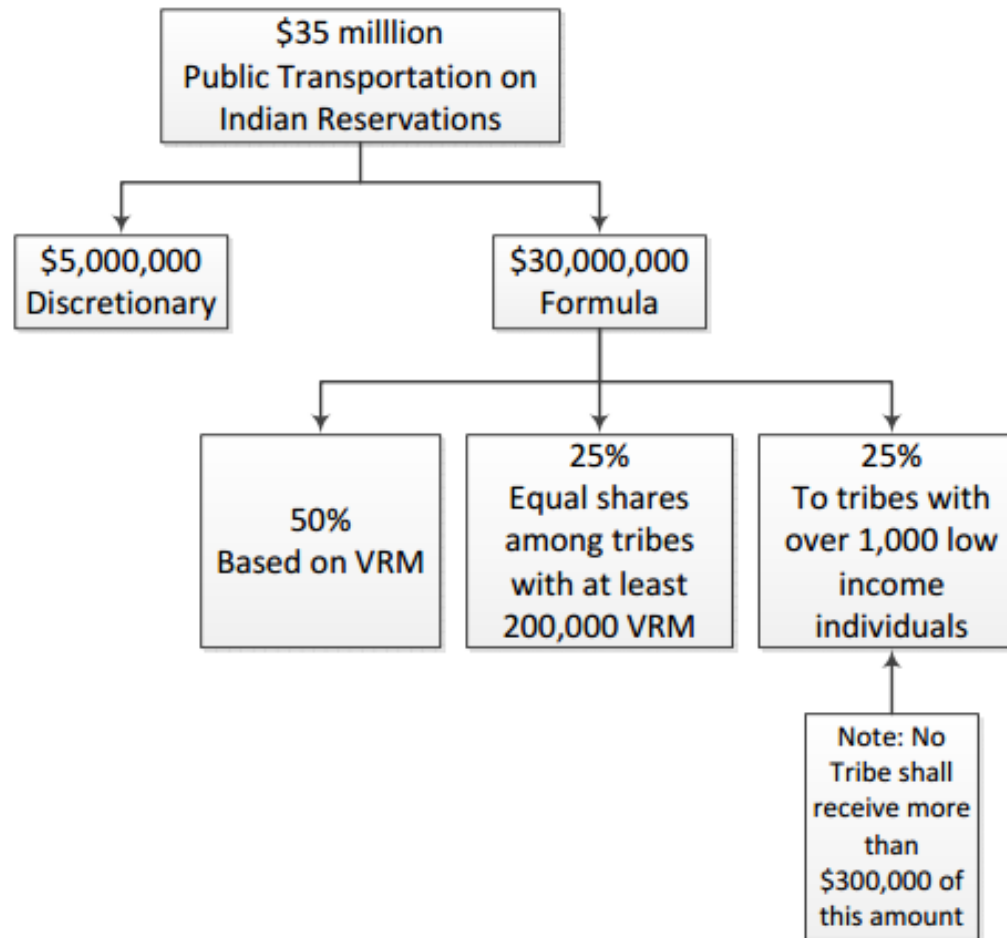 $35 milllion
Public Transportation on
Indian Reservations
$5,000,000
Discretionary
$30,000,000
Formula
50%
Based on VRM
25%
Equal shares
among tribes
with at least
200,000 VRM
25%
To tribes with
over 1,000 low
income
individuals
Note: No
Tribe shall
receive more
than
$300,000 of
this amount